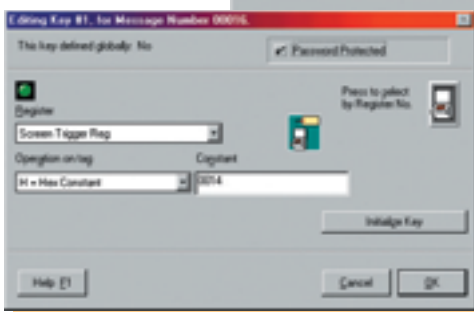 Editing Key #1, for Message Number 00016.
This key defined globally: No
Password Protected
Press to select
by Register No.
Register
Screen Trigger Reg
Operation on tag
Constant
H = Hex Constant
0014
Initialize Key
Help F1
Cancel
OK